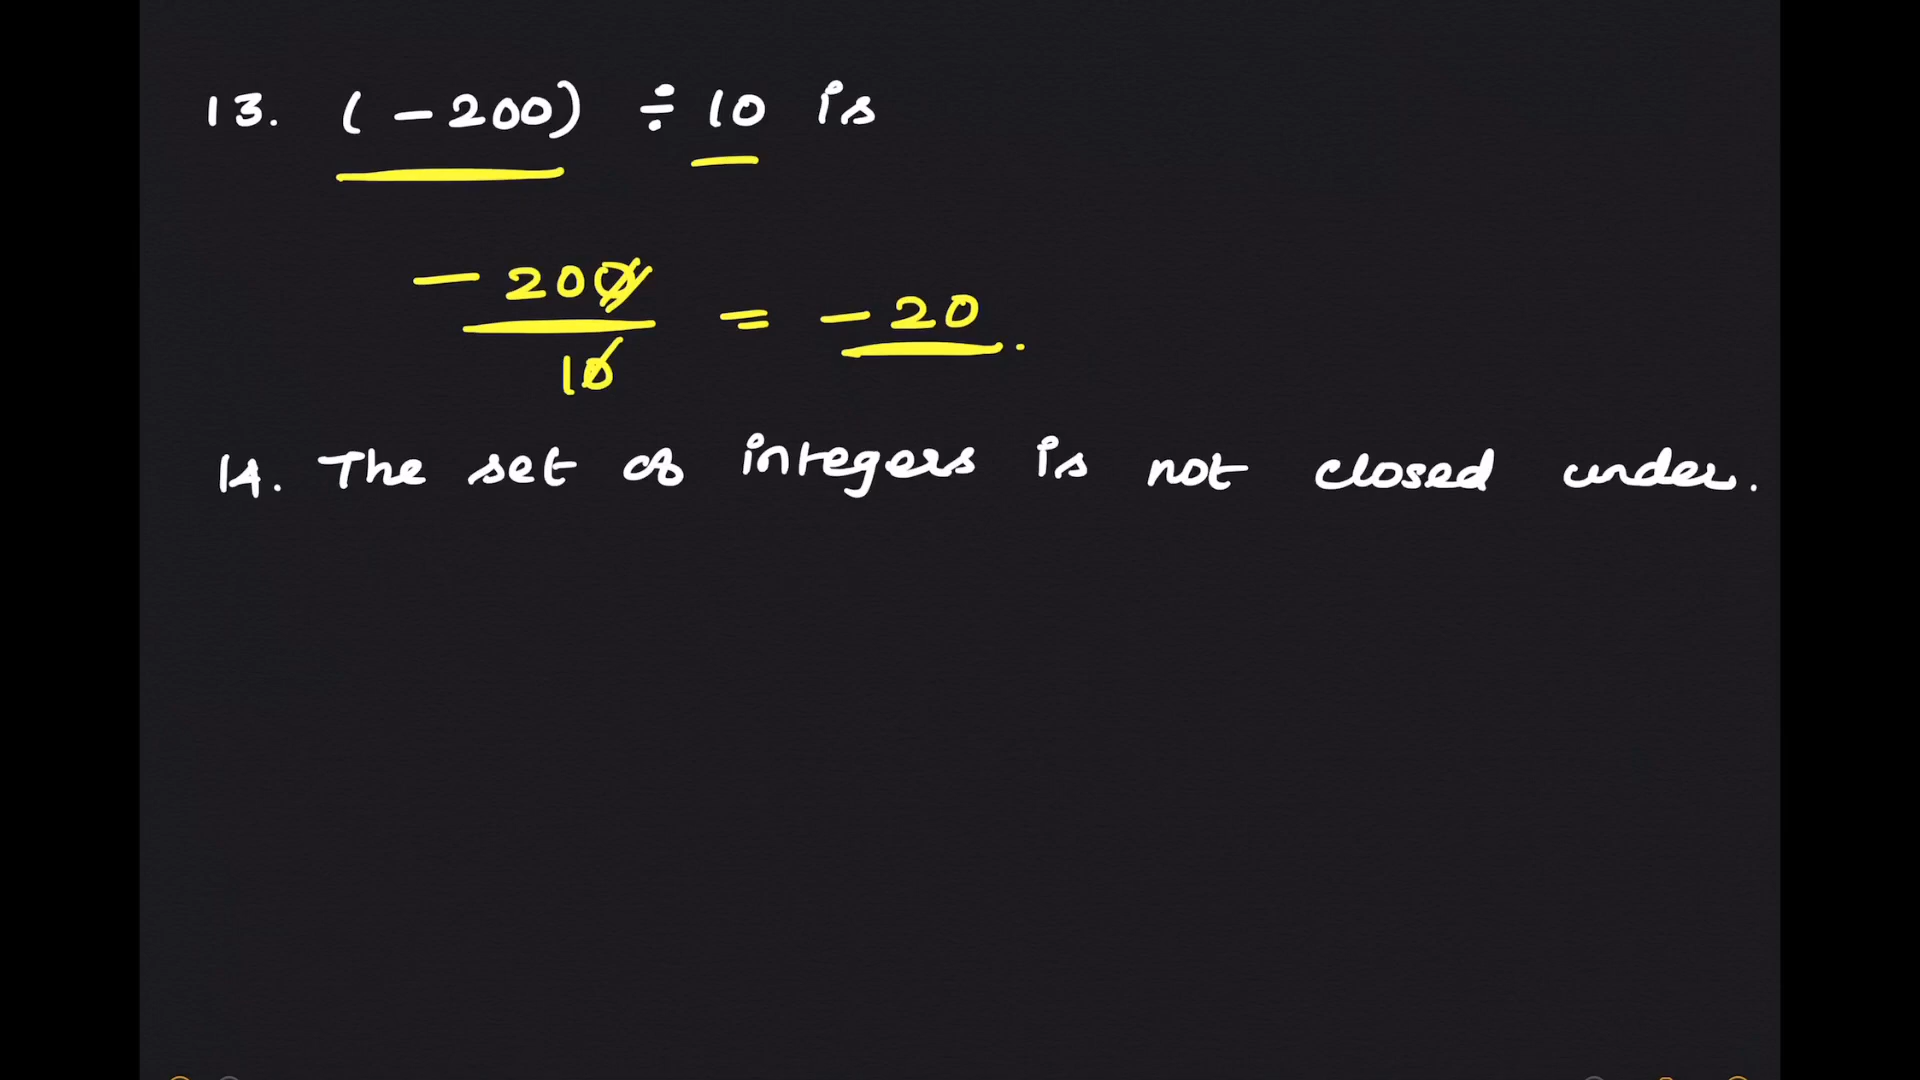 13. (-200) ÷ 10 is
-200/10 = -20.
14. The set of integers is not closed under.